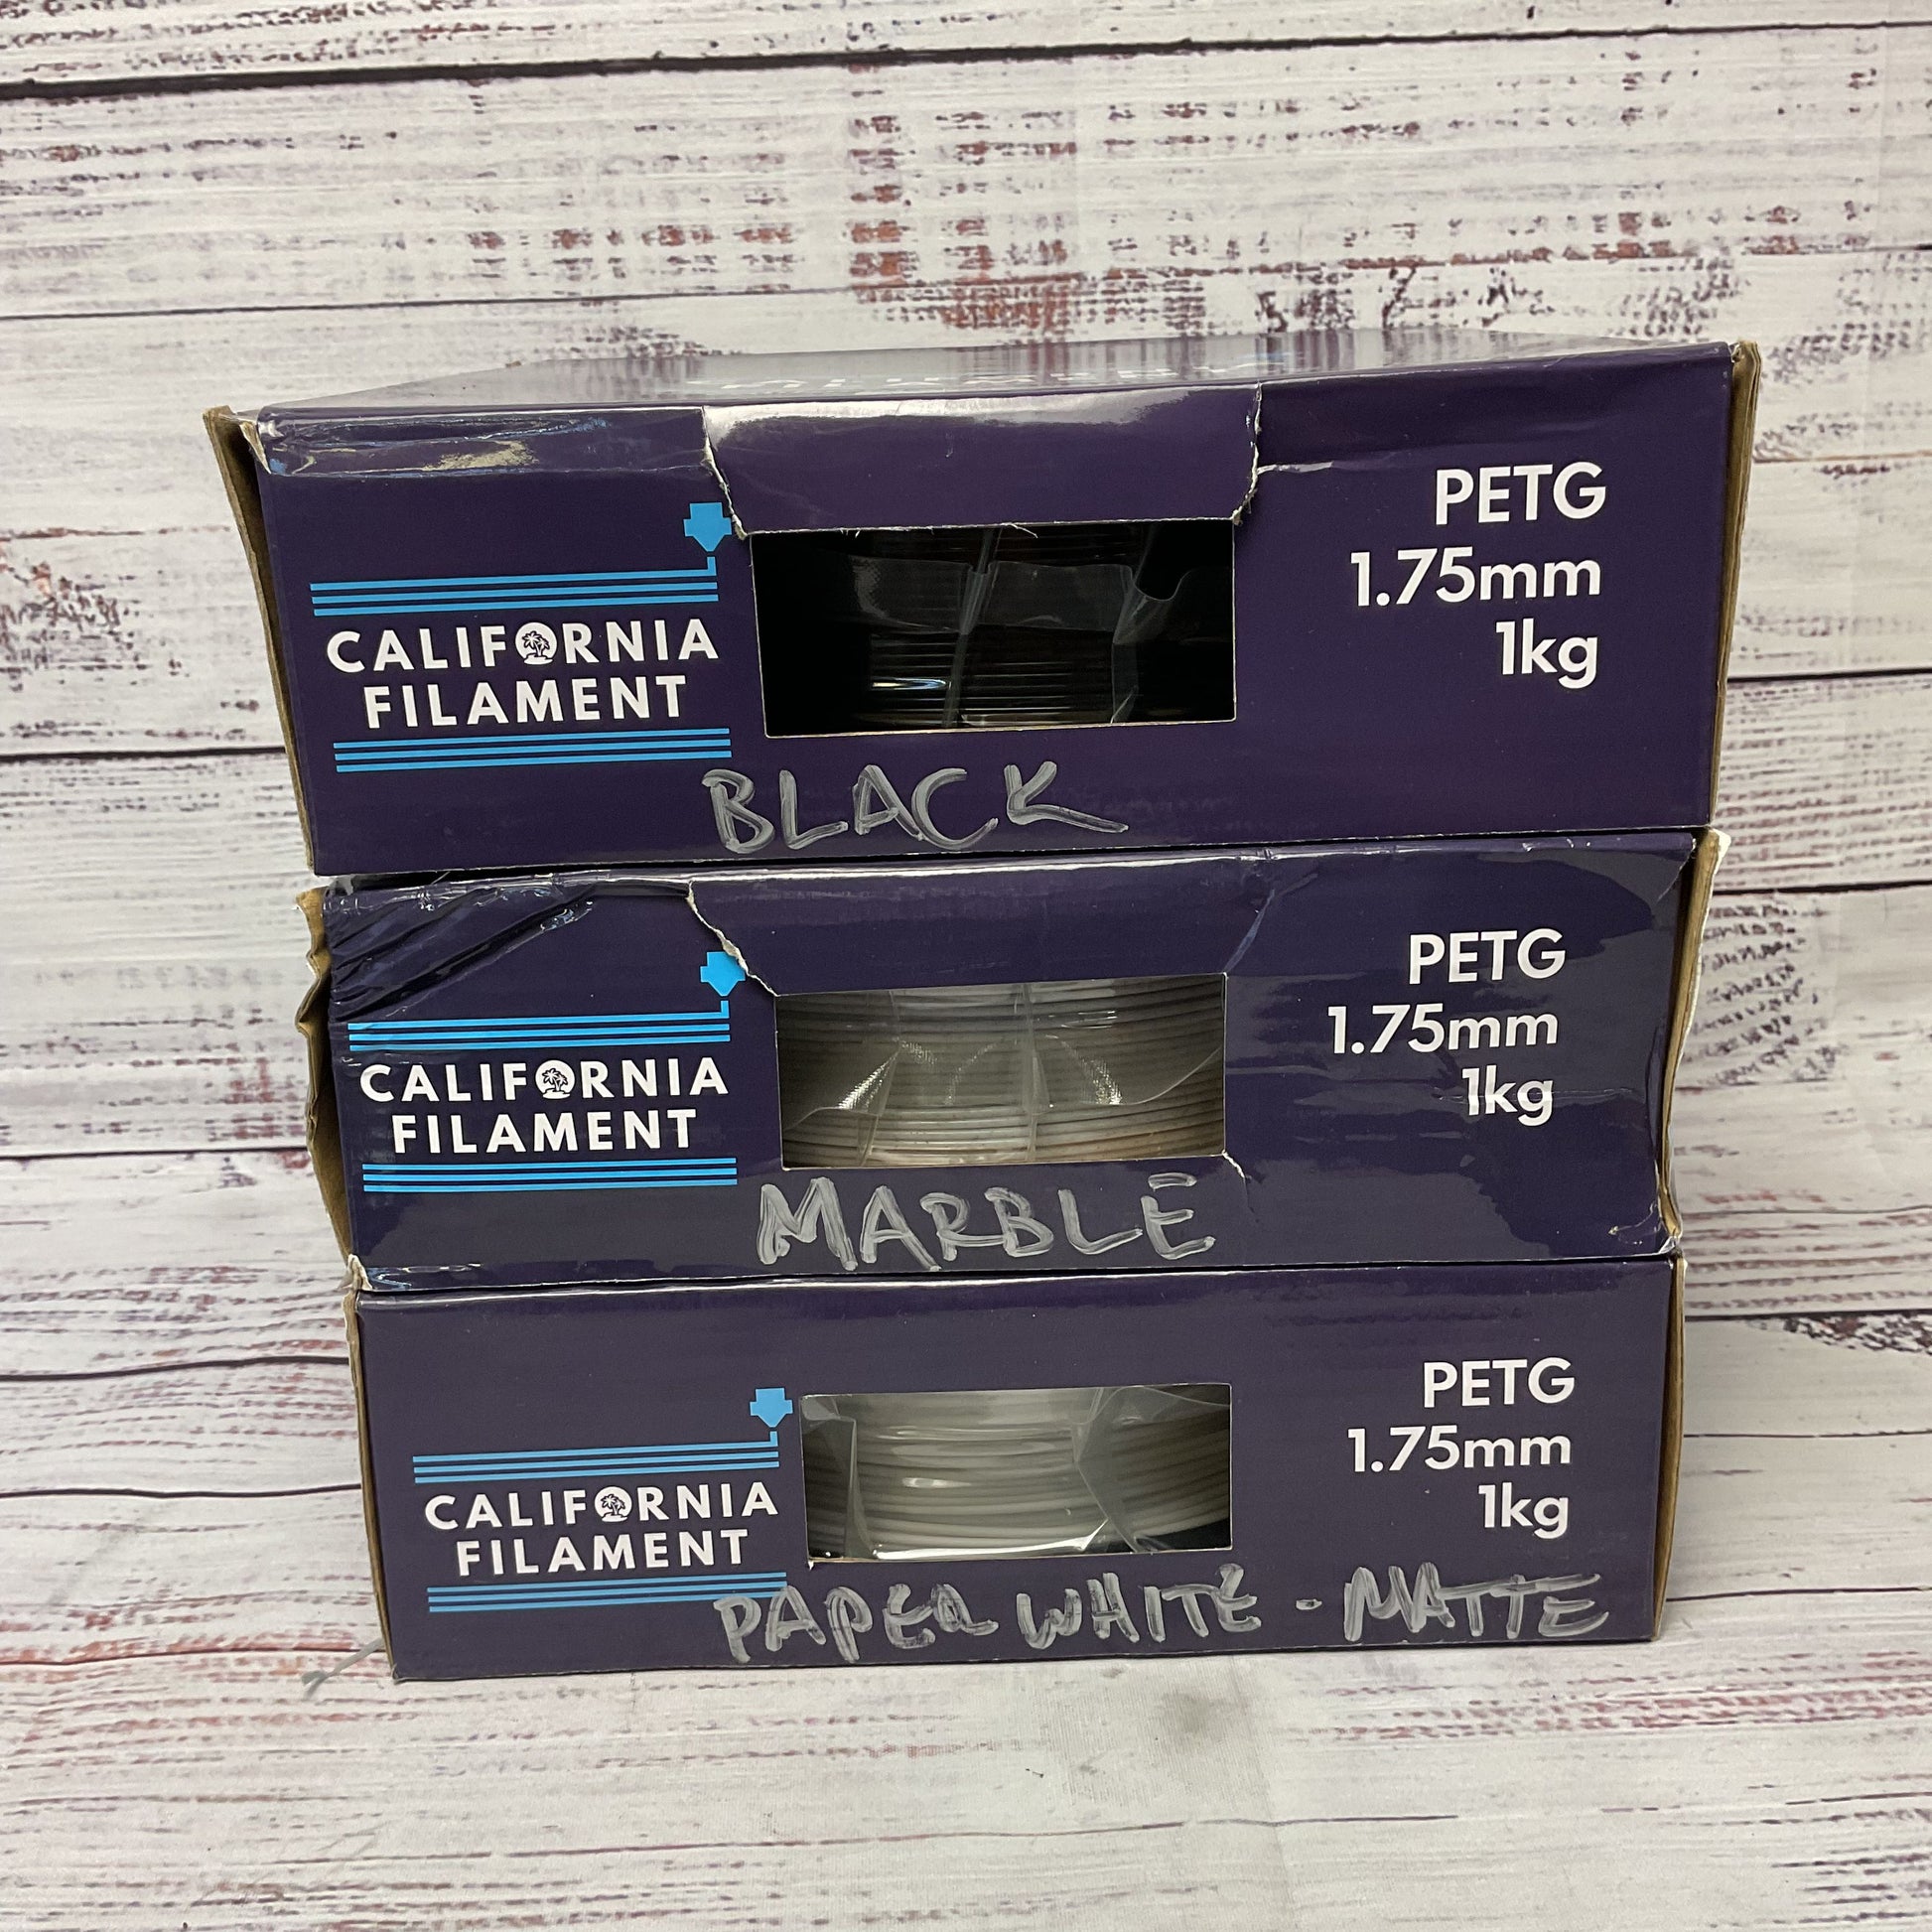 CALIFORNIA
FILAMENT
PETG
1.75mm
1kg
BLACK
CALIFORNIA
FILAMENT
PETG
1.75mm
1kg
MARBLE
CALIFORNIA
FILAMENT
PETG
1.75mm
1kg
PAPER WHITE - MATTE